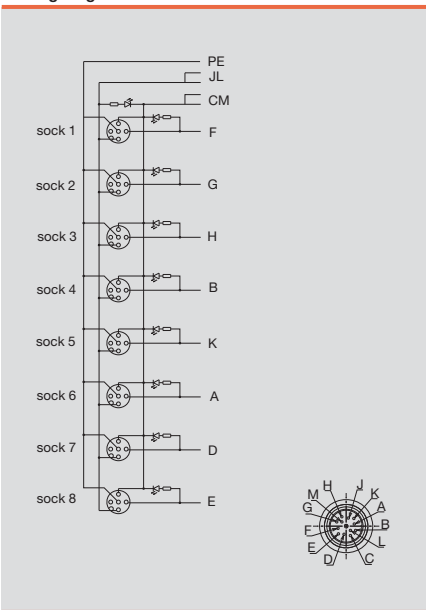 PE
JL
CM
sock 1 F
sock 2 G
sock 3 H
sock 4 B
sock 5 K
sock 6 A
sock 7 D
sock 8 E
H J
M K
G A
F B
E L
D C